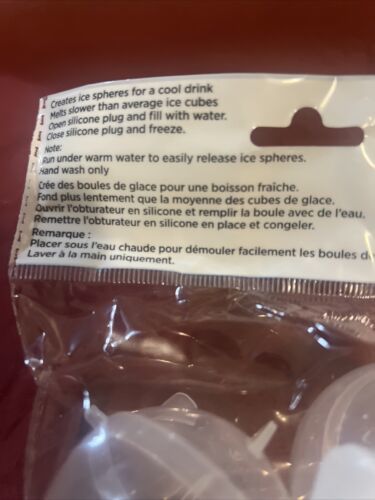 Creates ice spheres for a cool drink
Melts slower than average ice cubes
Open silicone plug and fill with water.
Close silicone plug and freeze.
Note:
Run under warm water to easily release ice spheres.
Hand wash only
Crée des boules de glace pour une boisson fraîche.
Fond plus lentement que la moyenne des cubes de glace.
Ouvrir l'obturateur en silicone et remplir la boule avec de l'eau.
Remettre l'obturateur en silicone en place et congeler.
Remarque :
Placer sous l'eau chaude pour démouler facilement les boules d
Laver à la main uniquement.